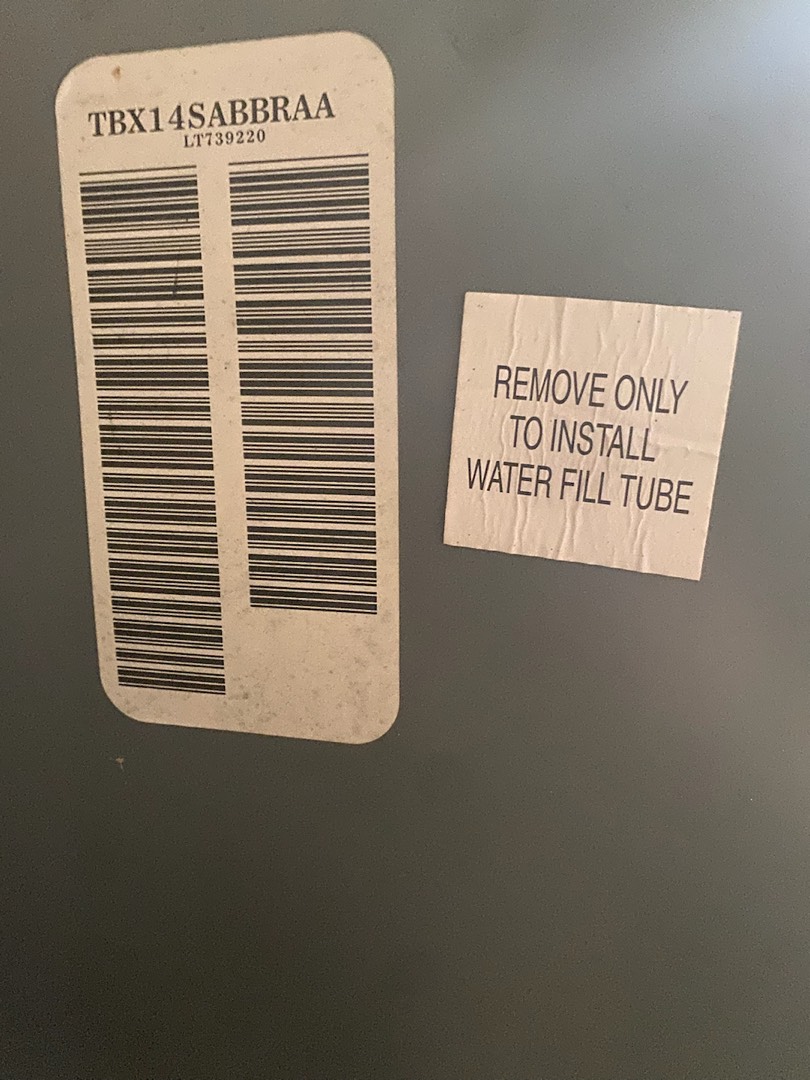 TBX14SABBRAA
LT739220
REMOVE ONLY
TO INSTALL
WATER FILL TUBE